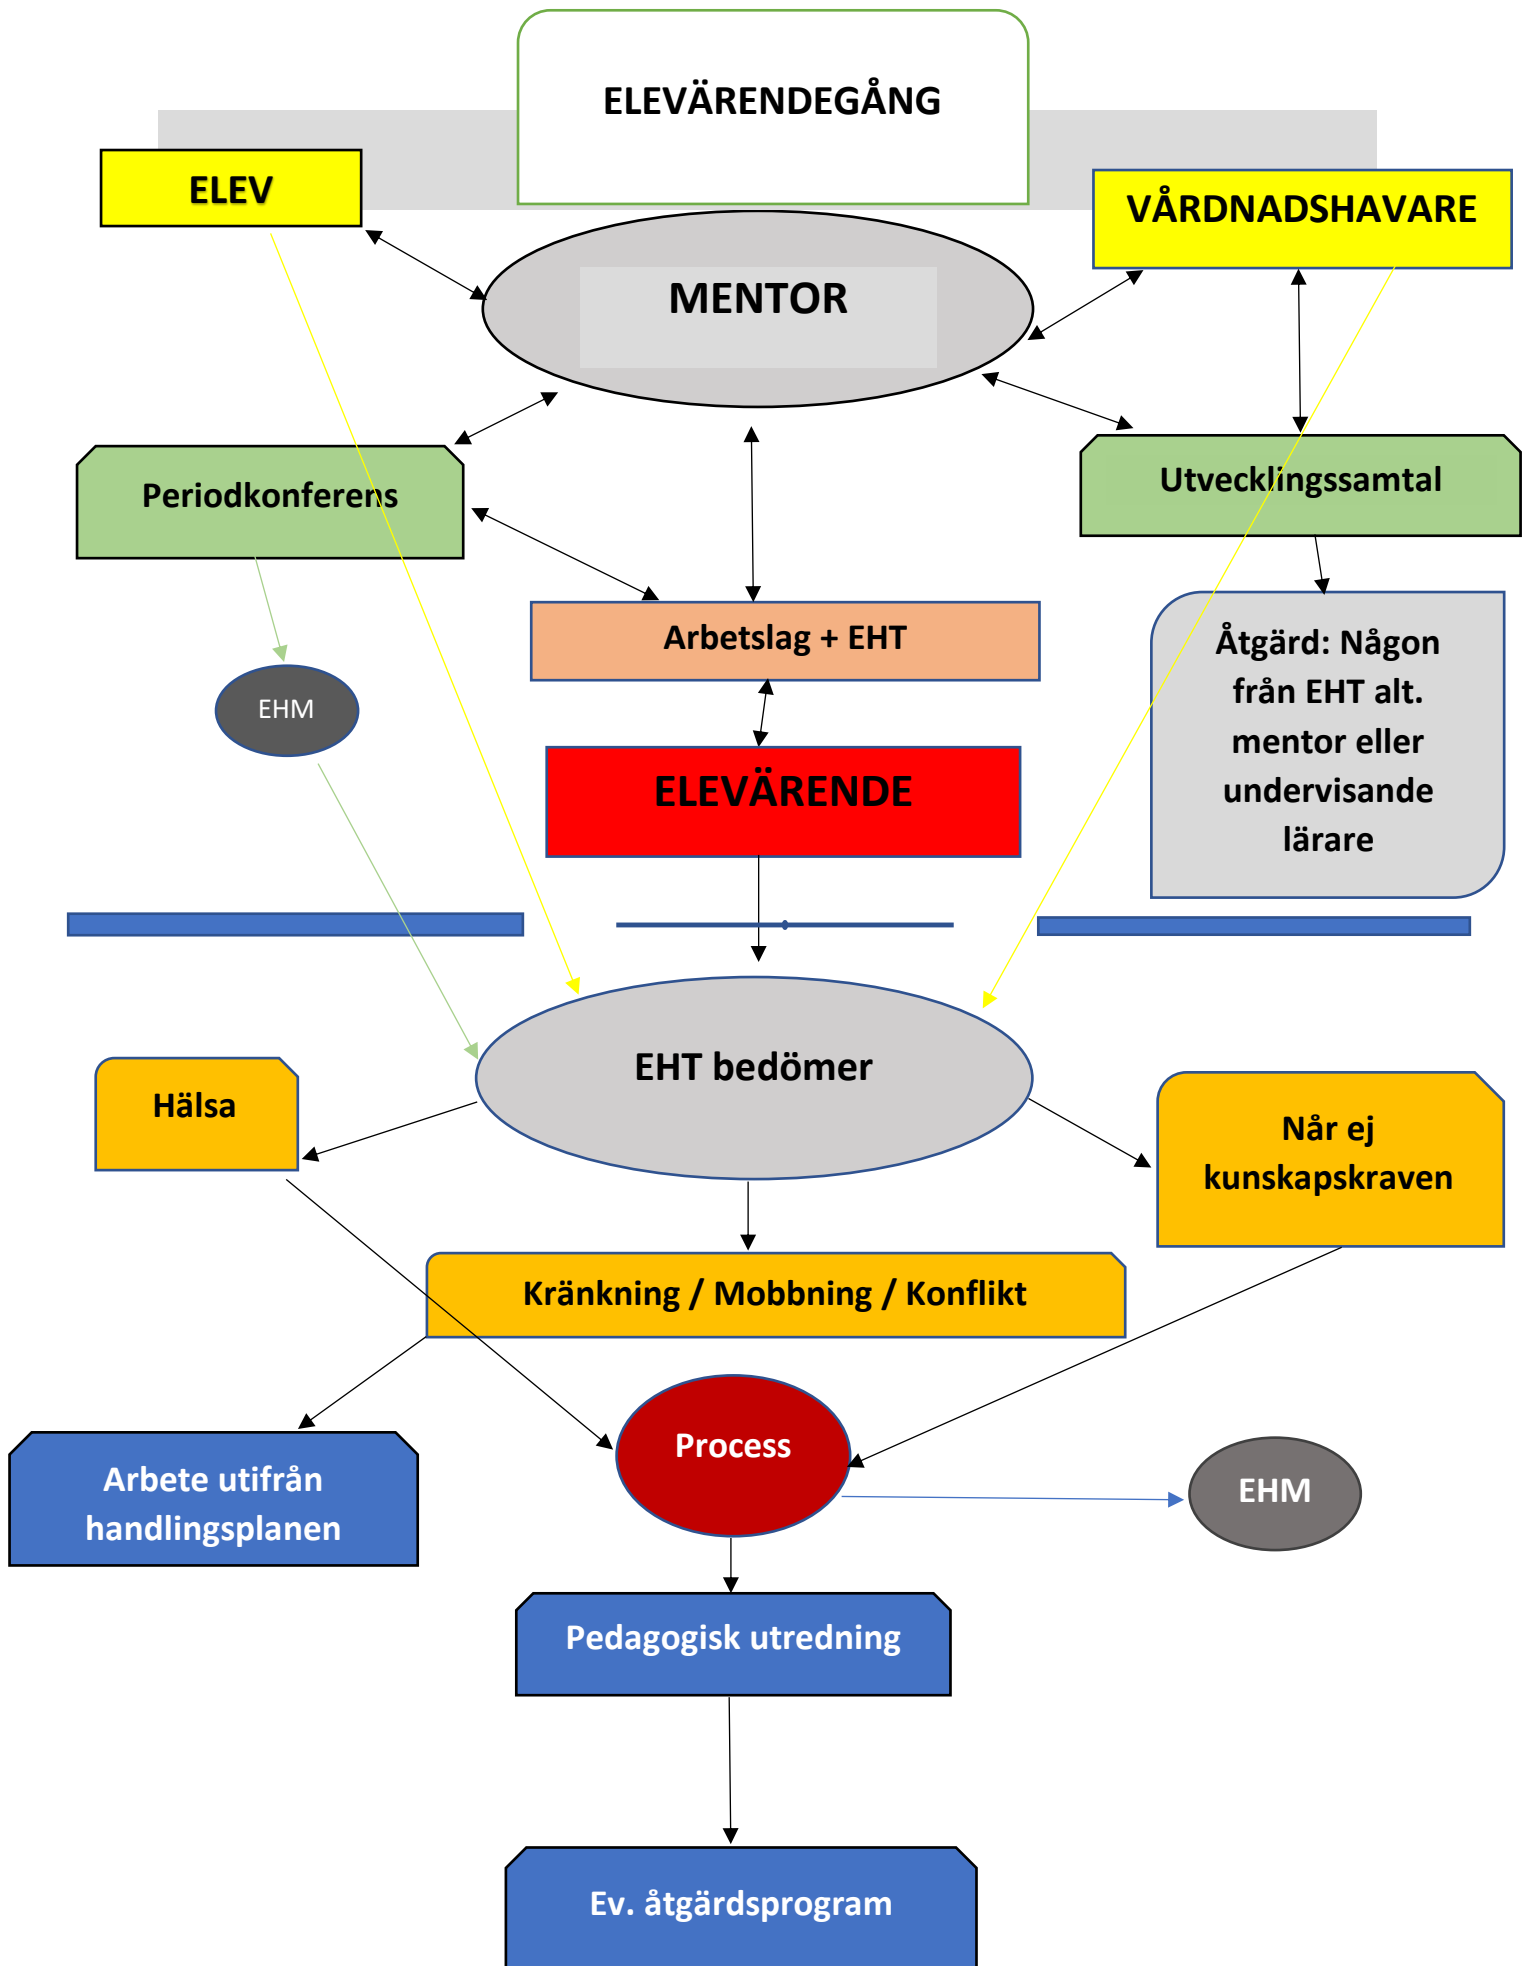 ELEVÄRENDEGÅNG
ELEV
VÅRDNADSHAVARE
MENTOR
Periodkonferens
Utvecklingssamtal
Arbetslag + EHT
Åtgärd: Någon
från EHT alt.
mentor eller
undervisande
lärare
EHM
ELEVÄRENDE
EHT bedömer
Hälsa
Når ej
kunskapskraven
Kränkning / Mobbning / Konflikt
Process
Arbete utifrån
handlingsplanen
EHM
Pedagogisk utredning
Ev. åtgärdsprogram